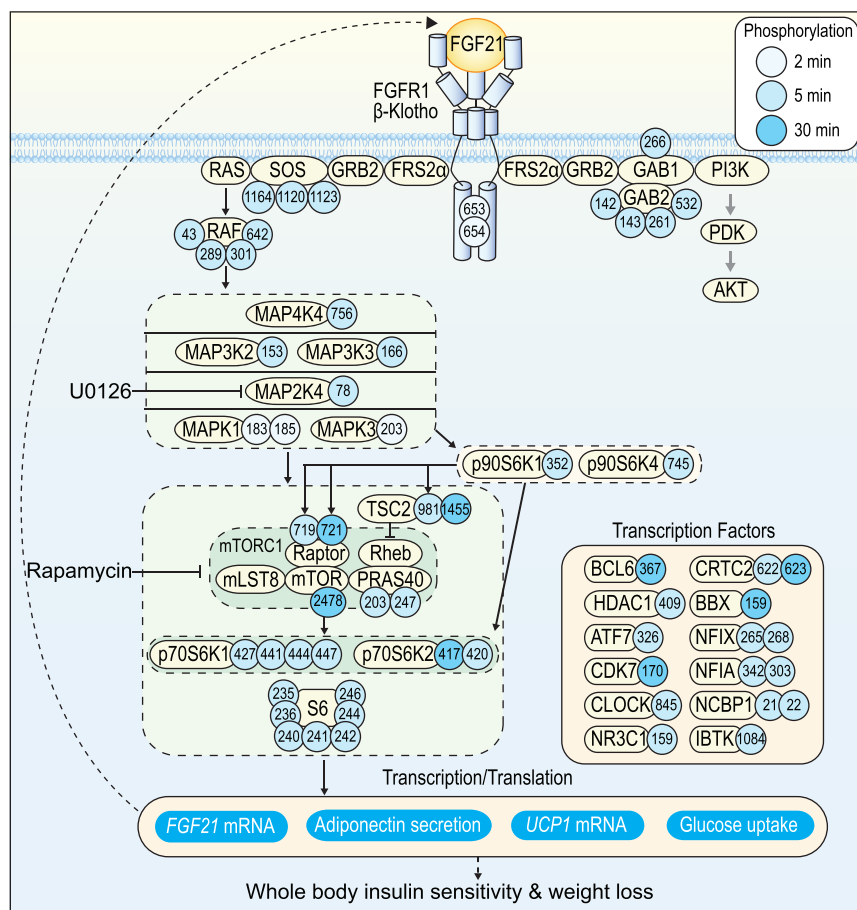 Phosphorylation
2 min
5 min
30 min
FGF21
FGFR1
β-Klotho
266
RAS SOS GRB2 FRS2α FRS2α GRB2 GAB1 PI3K
1164 1120 1123
GAB2
142 143 261 532
653
654
43 RAF 642
289 301
PDK
AKT
MAP4K4 756
MAP3K2 153 MAP3K3 166
U0126
MAP2K4 78
MAPK1 183 185 MAPK3 203
p90S6K1 352 p90S6K4 745
TSC2 981 1455
719 721
mTORC1
Raptor Rheb
Rapamycin
mLST8 mTOR PRAS40
2478 203 247
p70S6K1 427 441 444 447 p70S6K2 417 420
235 246
236 S6 244
240 241 242
Transcription Factors
BCL6 367 CRTC2 622 623
HDAC1 409 BBX 159
ATF7 326 NFIX 265 268
CDK7 170 NFIA 342 303
CLOCK 845 NCBP1 21 22
NR3C1 159 IBTK 1084
Transcription/Translation
FGF21 mRNA Adiponectin secretion UCP1 mRNA Glucose uptake
Whole body insulin sensitivity & weight loss